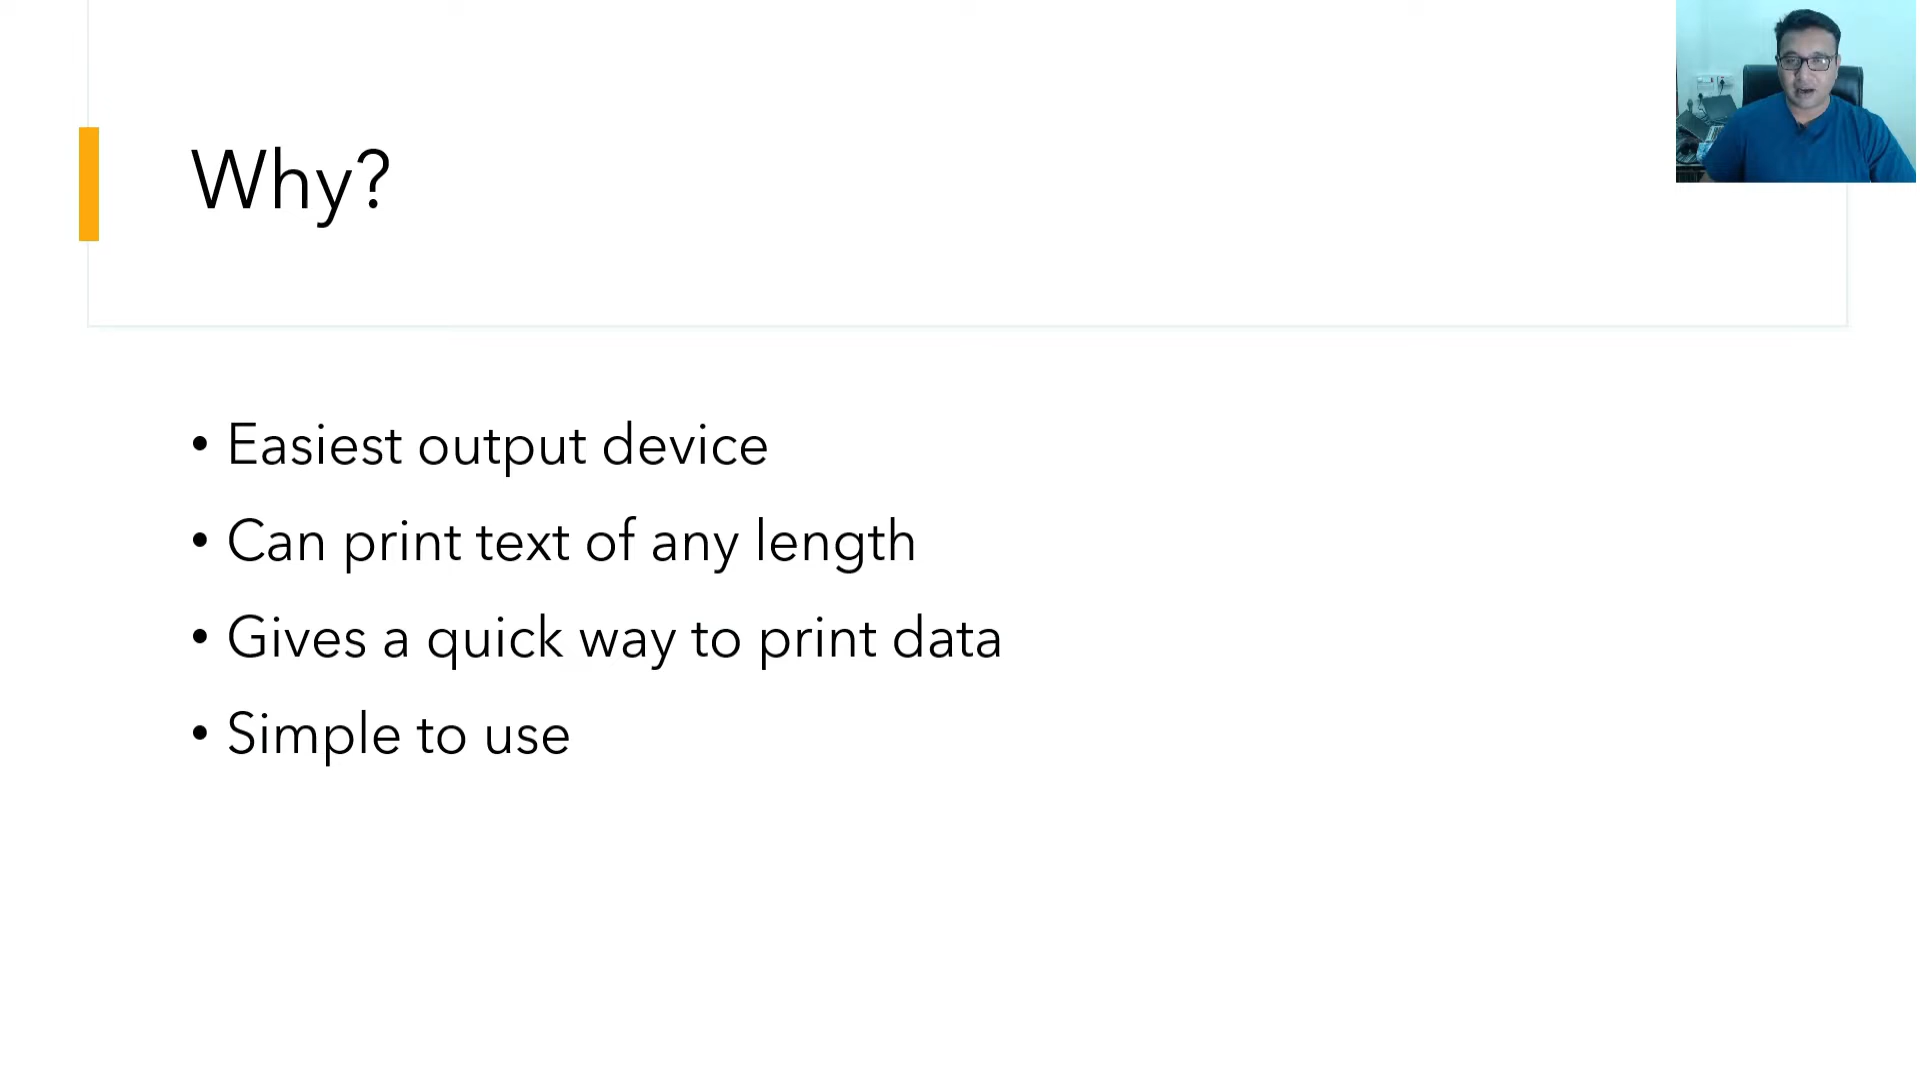 Why?
• Easiest output device
• Can print text of any length
• Gives a quick way to print data
• Simple to use